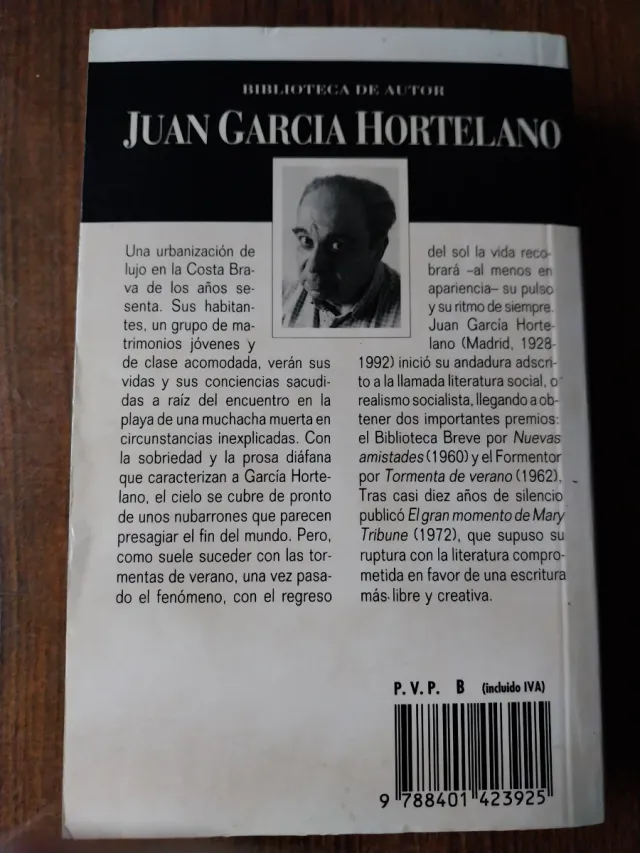 BIBLIOTECA DE AUTOR
JUAN GARCIA HORTELANO
Una urbanización de
lujo en la Costa Bra-
va de los años se-
senta. Sus habitan-
tes, un grupo de ma-
trimonios jóvenes y
de clase acomodada, verán sus
vidas y sus conciencias sacudi-
das a raíz del encuentro en la
playa de una muchacha muerta en
circunstancias inexplicadas. Con
la sobriedad y la prosa diáfana
que caracterizan a García Horte-
lano, el cielo se cubre de pronto
de unos nubarrones que parecen
presagiar el fin del mundo. Pero,
como suele suceder con las tor-
mentas de verano, una vez pasa-
do el fenómeno, con el regreso
del sol la vida reco-
brará –al menos en
apariencia– su pulso
y su ritmo de siempre.
Juan García Horte-
lano (Madrid, 1928-
1992) inició su andadura adscri-
to a la llamada literatura social, o
realismo socialista, llegando a ob-
tener dos importantes premios:
el Biblioteca Breve por Nuevas
amistades (1960) y el Formentor
por Tormenta de verano (1962).
Tras casi diez años de silencio
publicó El gran momento de Mary
Tribune (1972), que supuso su
ruptura con la literatura compro-
metida en favor de una escritura
más libre y creativa.
P. V. P. B (incluido IVA)
9 788401 423925